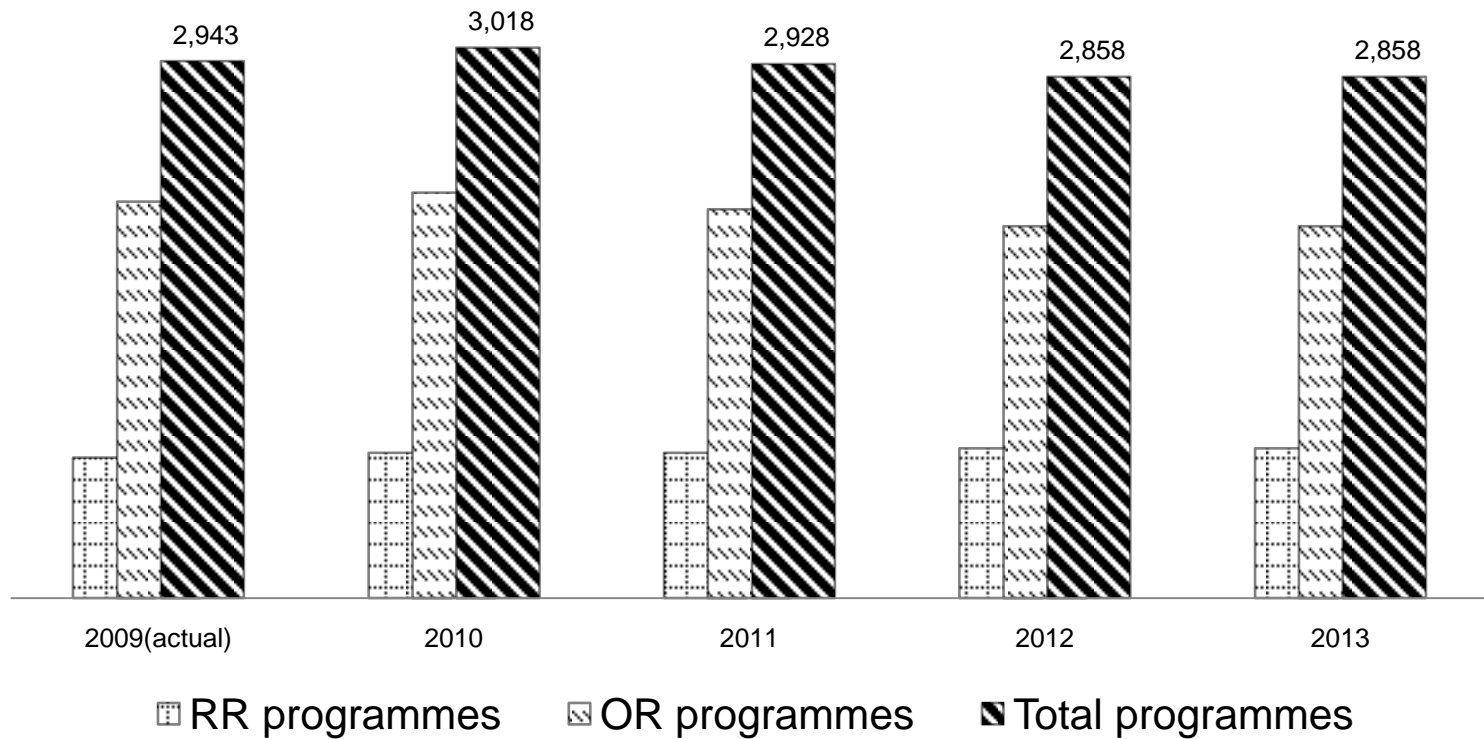 2,943
3,018
2,928
2,858
2,858
2009(actual)
2010
2011
2012
2013
RR programmes
OR programmes
Total programmes